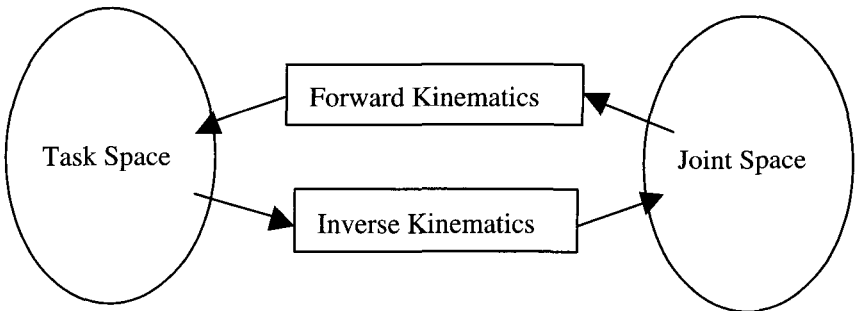 Forward Kinematics
Task Space
Joint Space
Inverse Kinematics